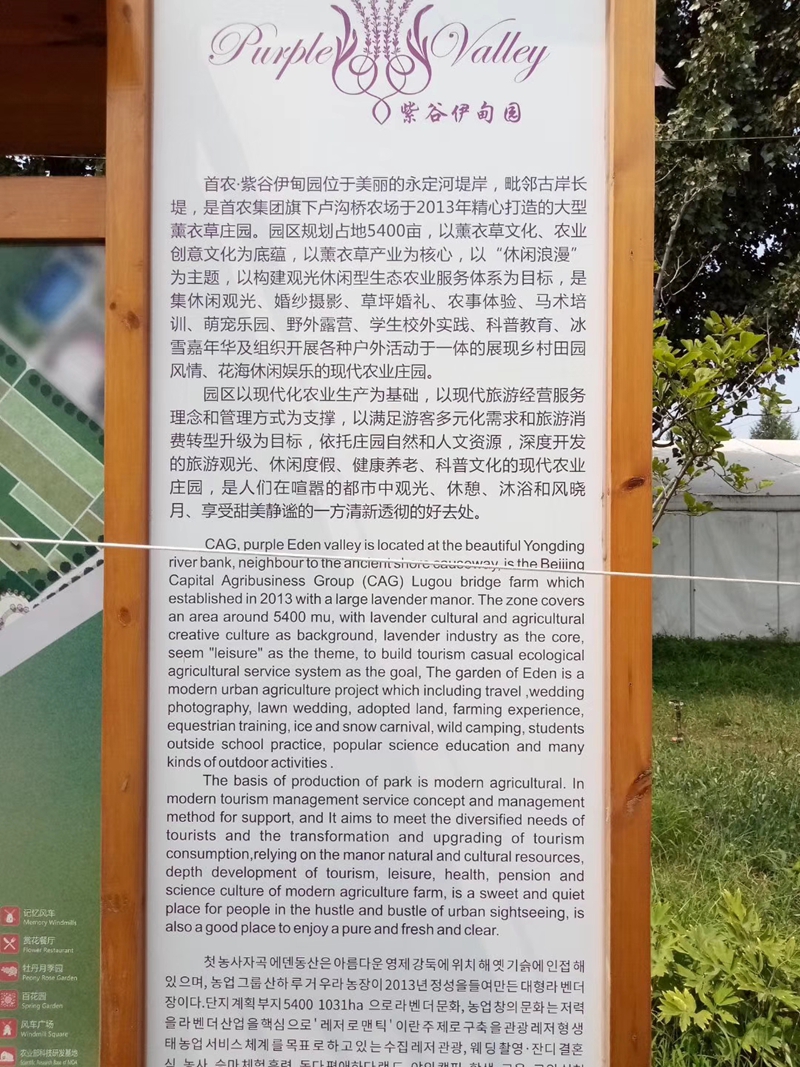 Purple Valley
紫谷伊甸园
首农·紫谷伊甸园位于美丽的永定河堤岸，毗邻古岸长
堤，是首农集团旗下卢沟桥农场于2013年精心打造的大型
薰衣草庄园。园区规划占地5400亩，以薰衣草文化、农业
创意文化为底蕴，以薰衣草产业为核心，以“休闲浪漫”
为主题，以构建观光休闲型生态农业服务体系为目标，是
集休闲观光、婚纱摄影、草坪婚礼、农事体验、马术培
训、萌宠乐园、野外露营、学生校外实践、科普教育、冰
雪嘉年华及组织开展各种户外活动于一体的展现乡村田园
风情、花海休闲娱乐的现代农业庄园。
园区以现代化农业生产为基础，以现代旅游经营服务
理念和管理方式为支撑，以满足游客多元化需求和旅游消
费转型升级为目标，依托庄园自然和人文资源，深度开发
的旅游观光、休闲度假、健康养老、科普文化的现代农业
庄园，是人们在喧嚣的都市中观光、休憩、沐浴和风晓
月、享受甜美静谧的一方清新透彻的好去处。
CAG, purple Eden valley is located at the beautiful Yongding
river bank, neighbour to the ancient shore causeway, is the Beijing
Capital Agribusiness Group (CAG) Lugou bridge farm which
established in 2013 with a large lavender manor. The zone covers
an area around 5400 mu, with lavender cultural and agricultural
creative culture as background, lavender industry as the core,
seem "leisure" as the theme, to build tourism casual ecological
agricultural service system as the goal, The garden of Eden is a
modern urban agriculture project which including travel ,wedding
photography, lawn wedding, adopted land, farming experience,
equestrian training, ice and snow carnival, wild camping, students
outside school practice, popular science education and many
kinds of outdoor activities .
The basis of production of park is modern agricultural. In
modern tourism management service concept and management
method for support, and It aims to meet the diversified needs of
tourists and the transformation and upgrading of tourism
consumption,relying on the manor natural and cultural resources,
depth development of tourism, leisure, health, pension and
science culture of modern agriculture farm, is a sweet and quiet
place for people in the hustle and bustle of urban sightseeing, is
also a good place to enjoy a pure and fresh and clear.
첫농사자곡에덴동산은아름다운영제강둑에위치해옛기슭에인접해
있으며, 농업그룹산하루거우라농장이2013년정성을들여만든대형라벤더
장이다.단지계획부지5400 1031ha 으로라벤더문화, 농업창의문화는저력
을라벤더산업을핵심으로'레저로맨틱'이란주제로구축을관광레저형생
태농업서비스체계를목표로하고있는수집레저관광, 웨딩촬영·잔디결혼
记忆风车
Memory Windmills
赏花餐厅
Flower Restaurant
牡丹月季园
Peony Rose Garden
百花园
Spring Garden
风车广场
Windmill Square
农业部科技研发基地